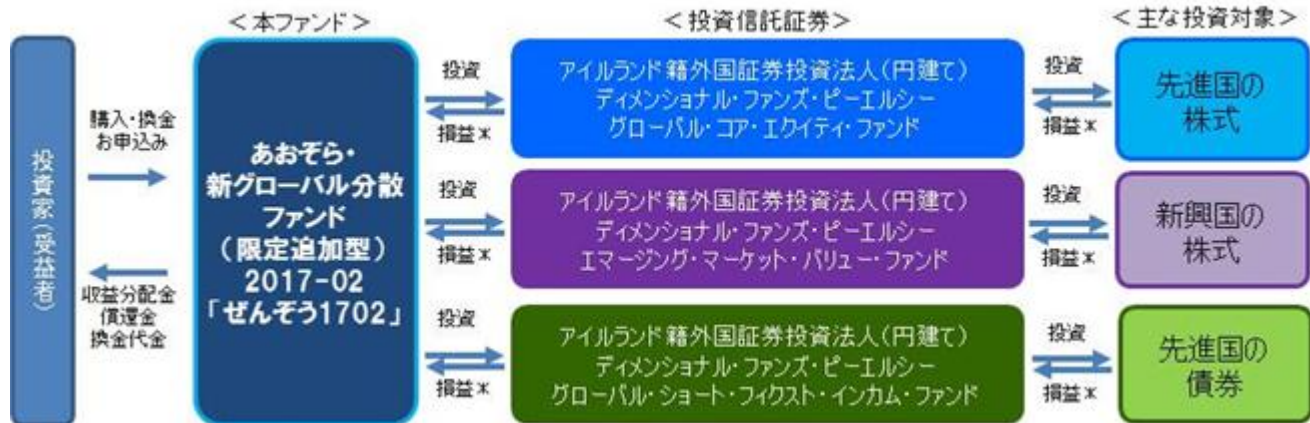 ＜本ファンド＞
＜投資信託証券＞
＜主な投資対象＞
投資家(受益者)
購入・換金
お申込み
収益分配金
償還金
換金代金
あおぞら・
新グローバル分散
ファンド
(限定追加型)
2017-02
「ぜんぞう1702」
投資
損益＊
アイルランド籍外国証券投資法人(円建て)
ディメンショナル・ファンズ・ピーエルシー
グローバル・コア・エクイティ・ファンド
投資
損益＊
先進国の
株式
投資
損益＊
アイルランド籍外国証券投資法人(円建て)
ディメンショナル・ファンズ・ピーエルシー
エマージング・マーケット・バリュー・ファンド
投資
損益＊
新興国の
株式
投資
損益＊
アイルランド籍外国証券投資法人(円建て)
ディメンショナル・ファンズ・ピーエルシー
グローバル・ショート・フィクスト・インカム・ファンド
投資
損益＊
先進国の
債券